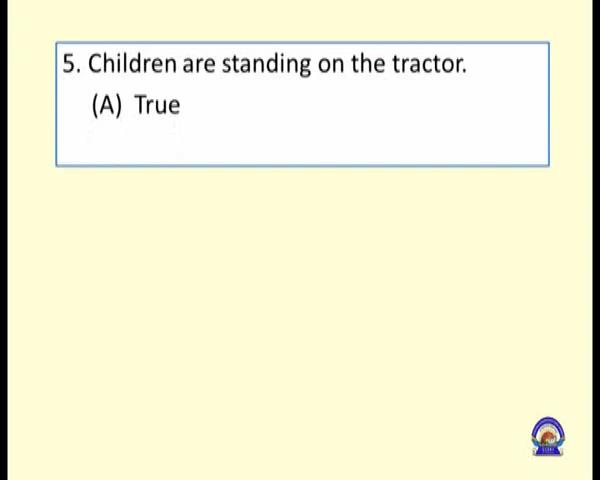 5. Children are standing on the tractor.
(A) True